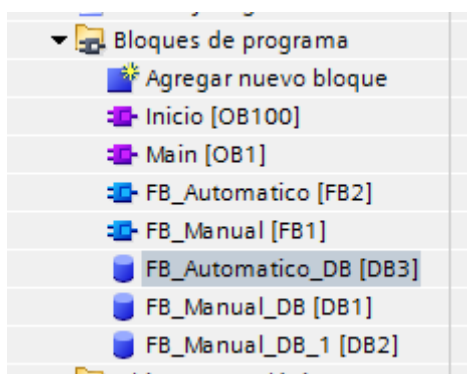 Bloques de programa
Agregar nuevo bloque
Inicio [OB100]
Main [OB1]
FB_Automatico [FB2]
FB_Manual [FB1]
FB_Automatico_DB [DB3]
FB_Manual_DB [DB1]
FB_Manual_DB_1 [DB2]